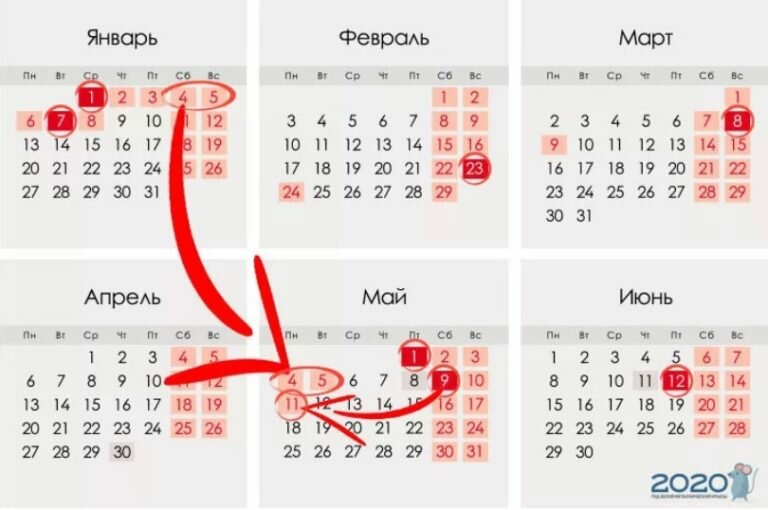 Январь
Пн Вт Ср Чт Пт Сб Вс
1 2 3 4 5
6 7 8 9 10 11 12
13 14 15 16 17 18 19
20 21 22 23 24 25 26
27 28 29 30 31
Февраль
Пн Вт Ср Чт Пт Сб Вс
1 2
3 4 5 6 7 8 9
10 11 12 13 14 15 16
17 18 19 20 21 22 23
24 25 26 27 28 29
Март
Пн Вт Ср Чт Пт Сб Вс
1
2 3 4 5 6 7 8
9 10 11 12 13 14 15
16 17 18 19 20 21 22
23 24 25 26 27 28 29
30 31
Апрель
Пн Вт Ср Чт Пт Сб Вс
1 2 3 4 5
6 7 8 9 10 11 12
13 14 15 16 17 18 19
20 21 22 23 24 25 26
27 28 29 30
Май
Пн Вт Ср Чт Пт Сб Вс
1 2 3
4 5 6 7 8 9 10
11 12 13 14 15 16 17
18 19 20 21 22 23 24
25 26 27 28 29 30 31
Июнь
Пн Вт Ср Чт Пт Сб Вс
1 2 3 4 5 6 7
8 9 10 11 12 13 14
15 16 17 18 19 20 21
22 23 24 25 26 27 28
29 30
2020
ГОД БЕЛОЙ МЕТАЛЛИЧЕСКОЙ КРЫСЫ